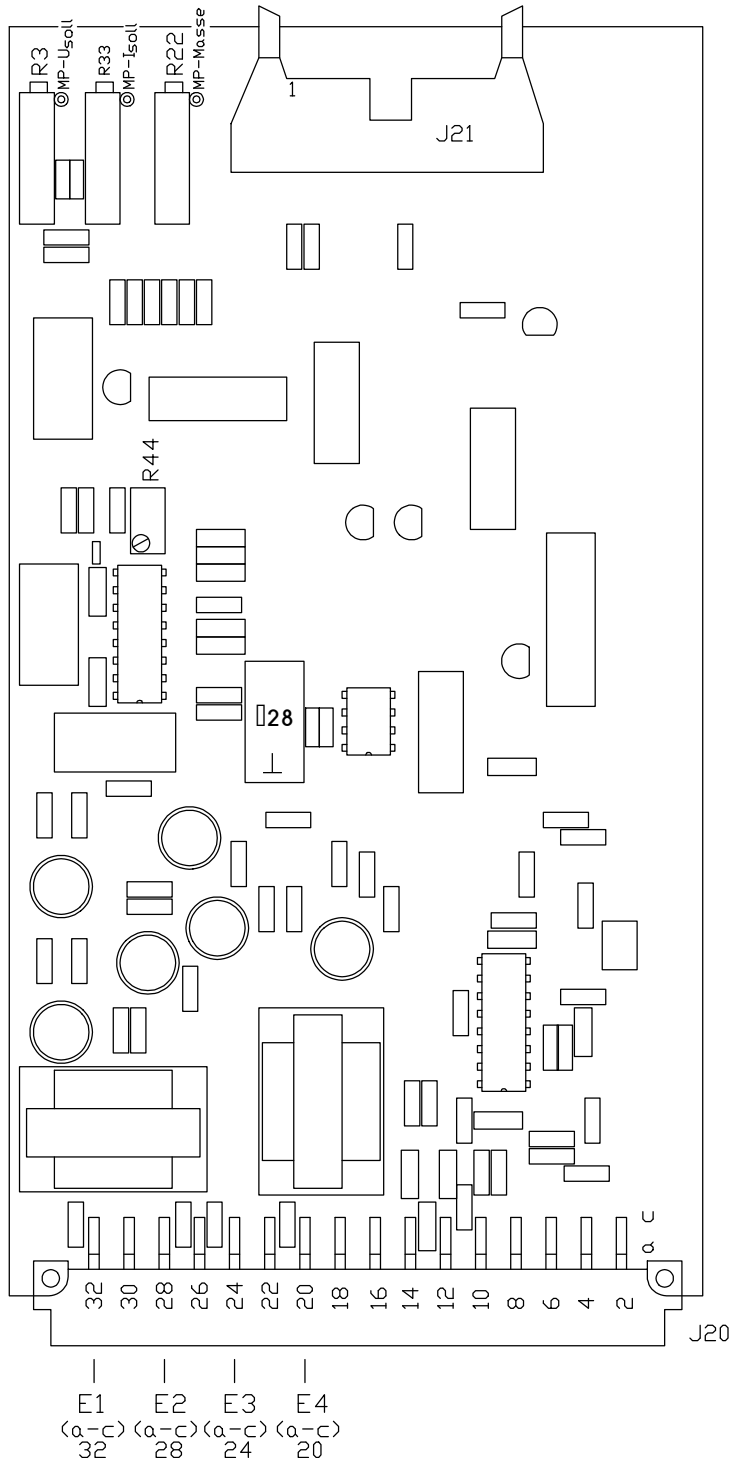 R3
MP-Usoll
R33
MP-Isoll
R22
MP-Masse
1
J21
R44
28
a c
32 30 28 26 24 22 20 18 16 14 12 10 8 6 4 2
J20
E1 E2 E3 E4
(a-c) (a-c) (a-c) (a-c)
32 28 24 20